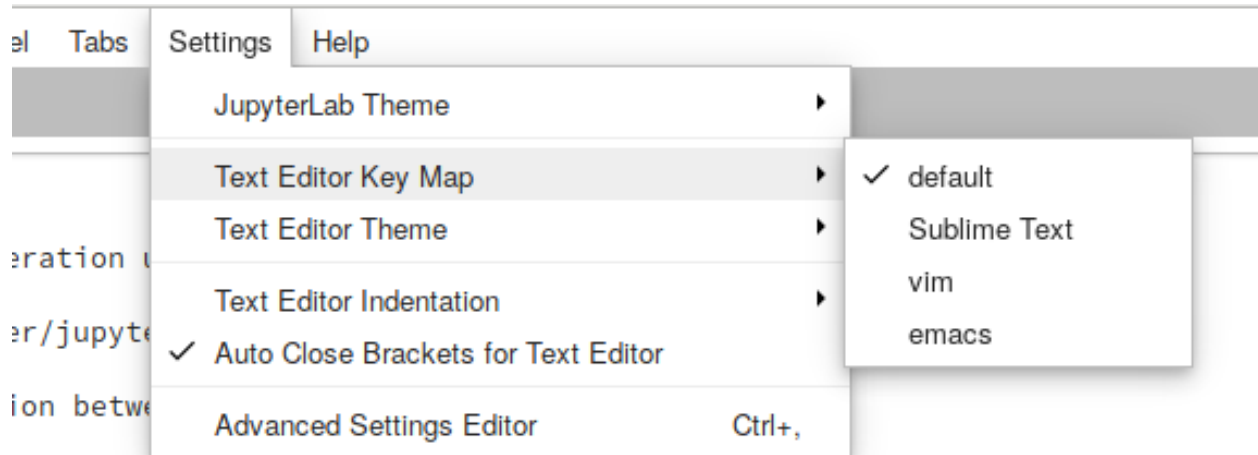 Tabs Settings Help
JupyterLab Theme
Text Editor Key Map
default
Text Editor Theme
Sublime Text
vim
Text Editor Indentation
emacs
Auto Close Brackets for Text Editor
Advanced Settings Editor Ctrl+,
eration
er/jupyte
ion betwe